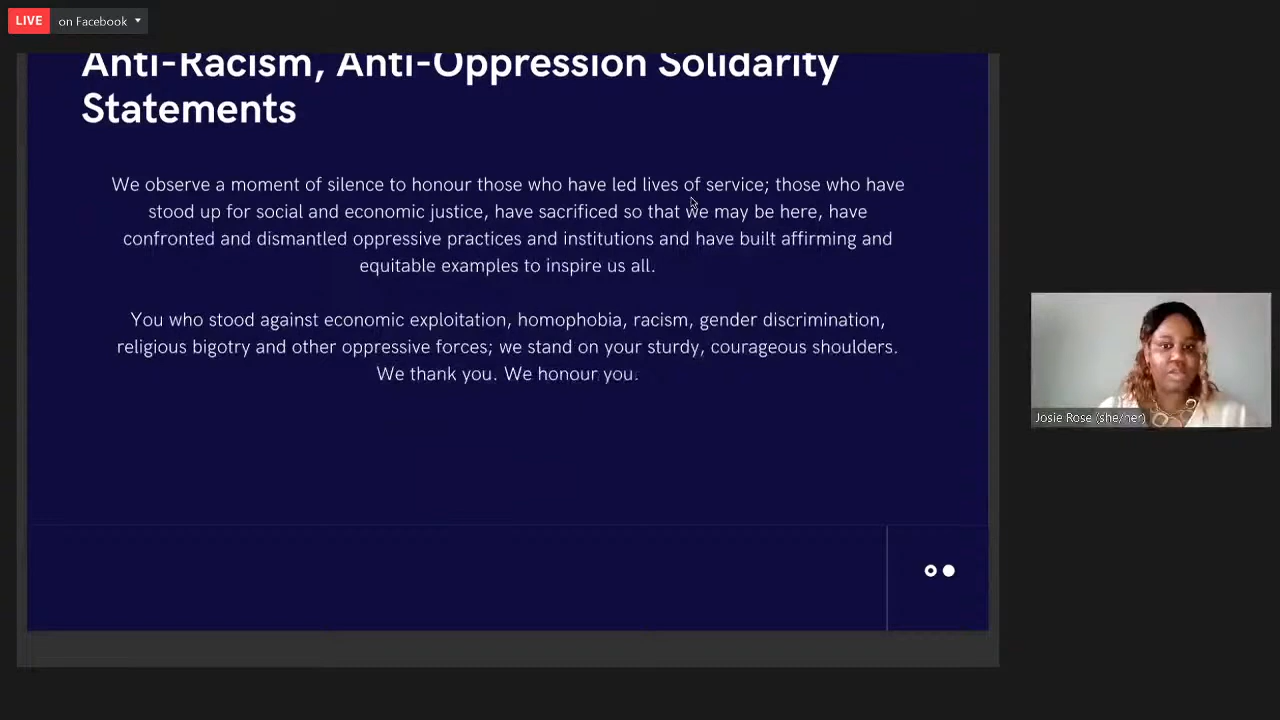 LIVE on Facebook
Anti-Racism, Anti-Oppression Solidarity
Statements
We observe a moment of silence to honour those who have led lives of service; those who have
stood up for social and economic justice, have sacrificed so that we may be here, have
confronted and dismantled oppressive practices and institutions and have built affirming and
equitable examples to inspire us all.
You who stood against economic exploitation, homophobia, racism, gender discrimination,
religious bigotry and other oppressive forces; we stand on your sturdy, courageous shoulders.
We thank you. We honour you.
Josie Rose (she/her)